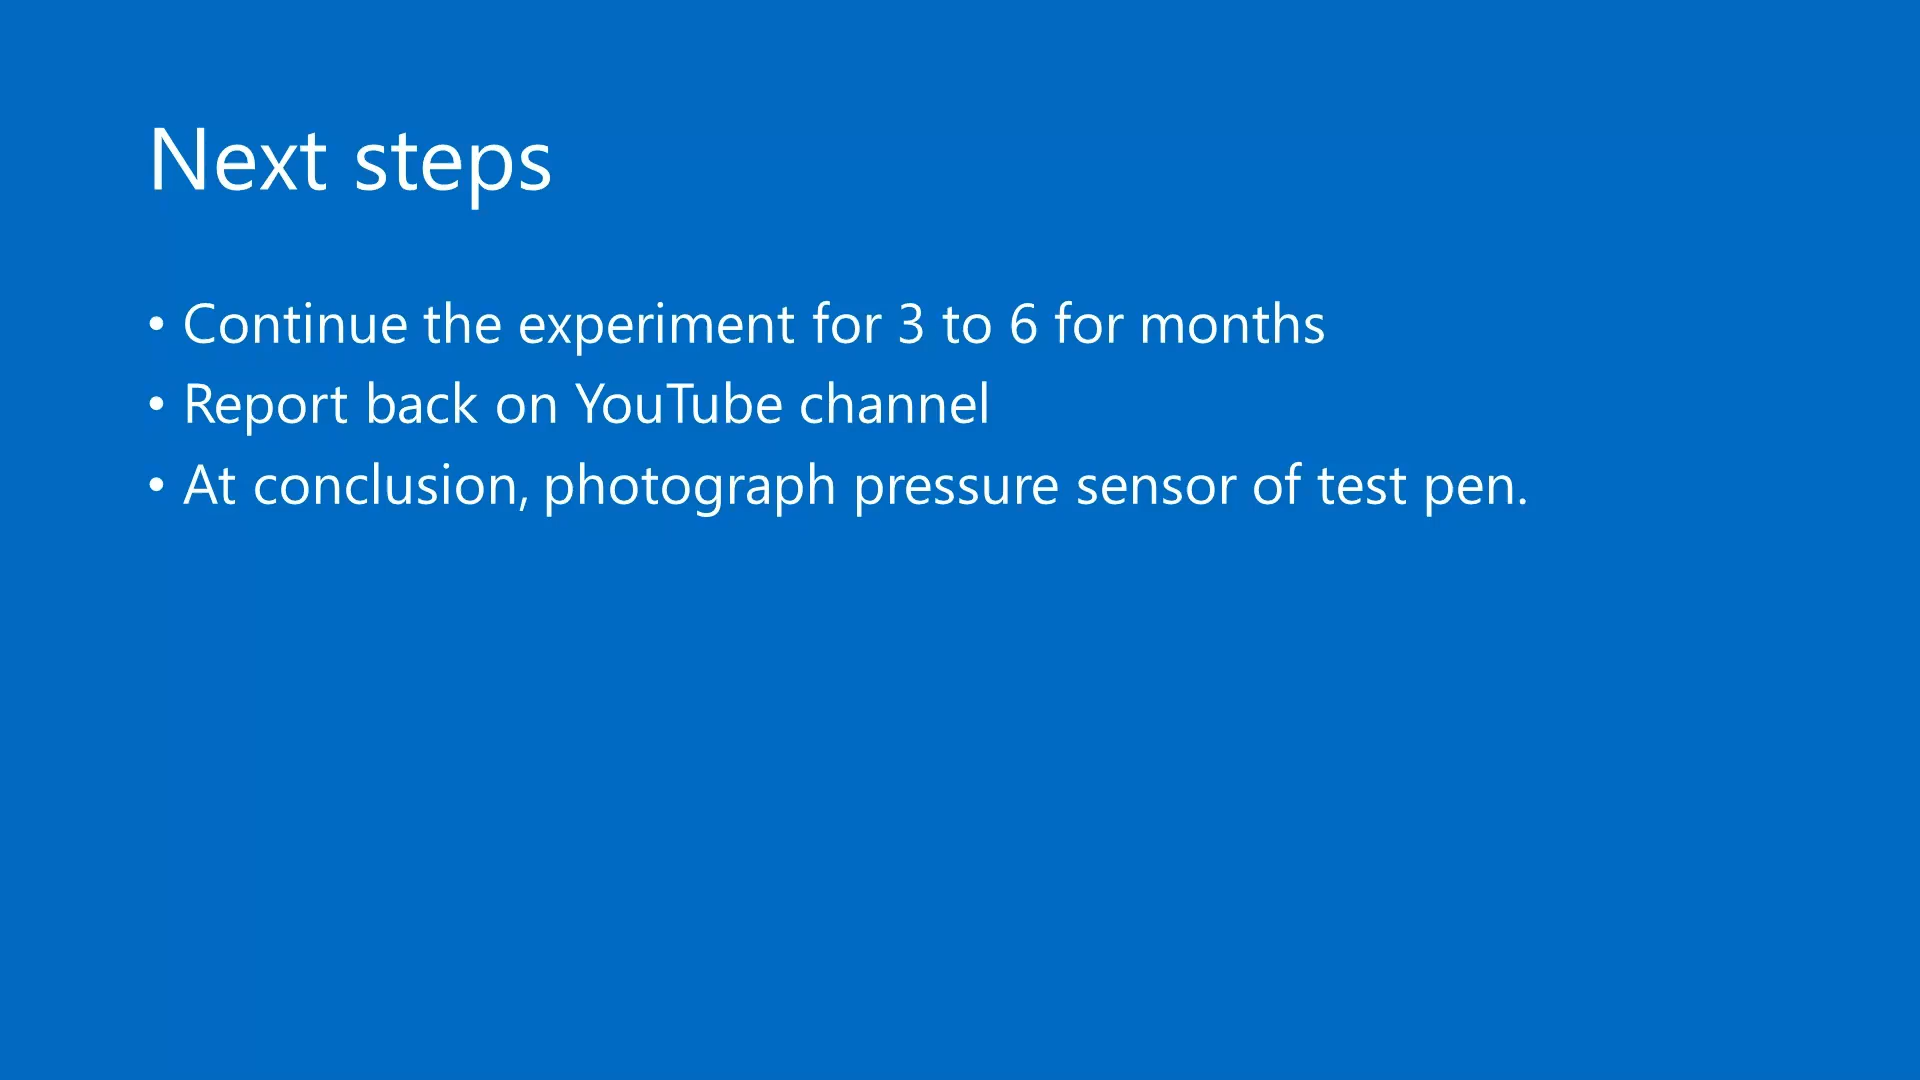 Next steps
• Continue the experiment for 3 to 6 for months
• Report back on YouTube channel
• At conclusion, photograph pressure sensor of test pen.